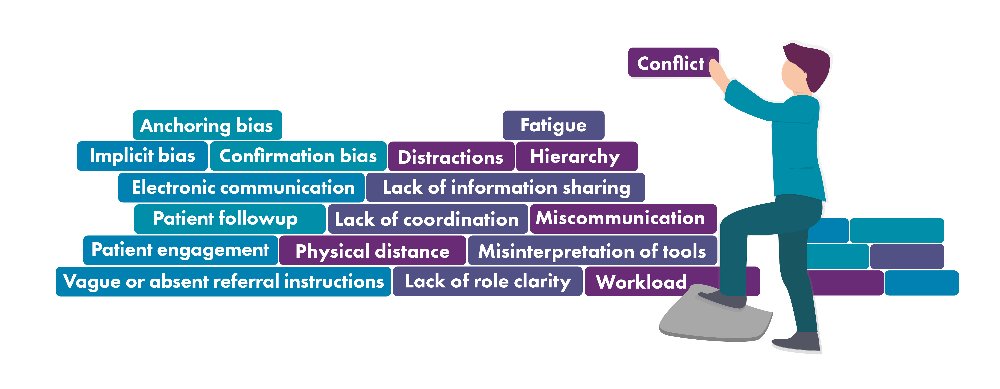 Conflict
Anchoring bias
Fatigue
Implicit bias
Confirmation bias
Distractions
Hierarchy
Electronic communication
Lack of information sharing
Patient followup
Lack of coordination
Miscommunication
Patient engagement
Physical distance
Misinterpretation of tools
Vague or absent referral instructions
Lack of role clarity
Workload